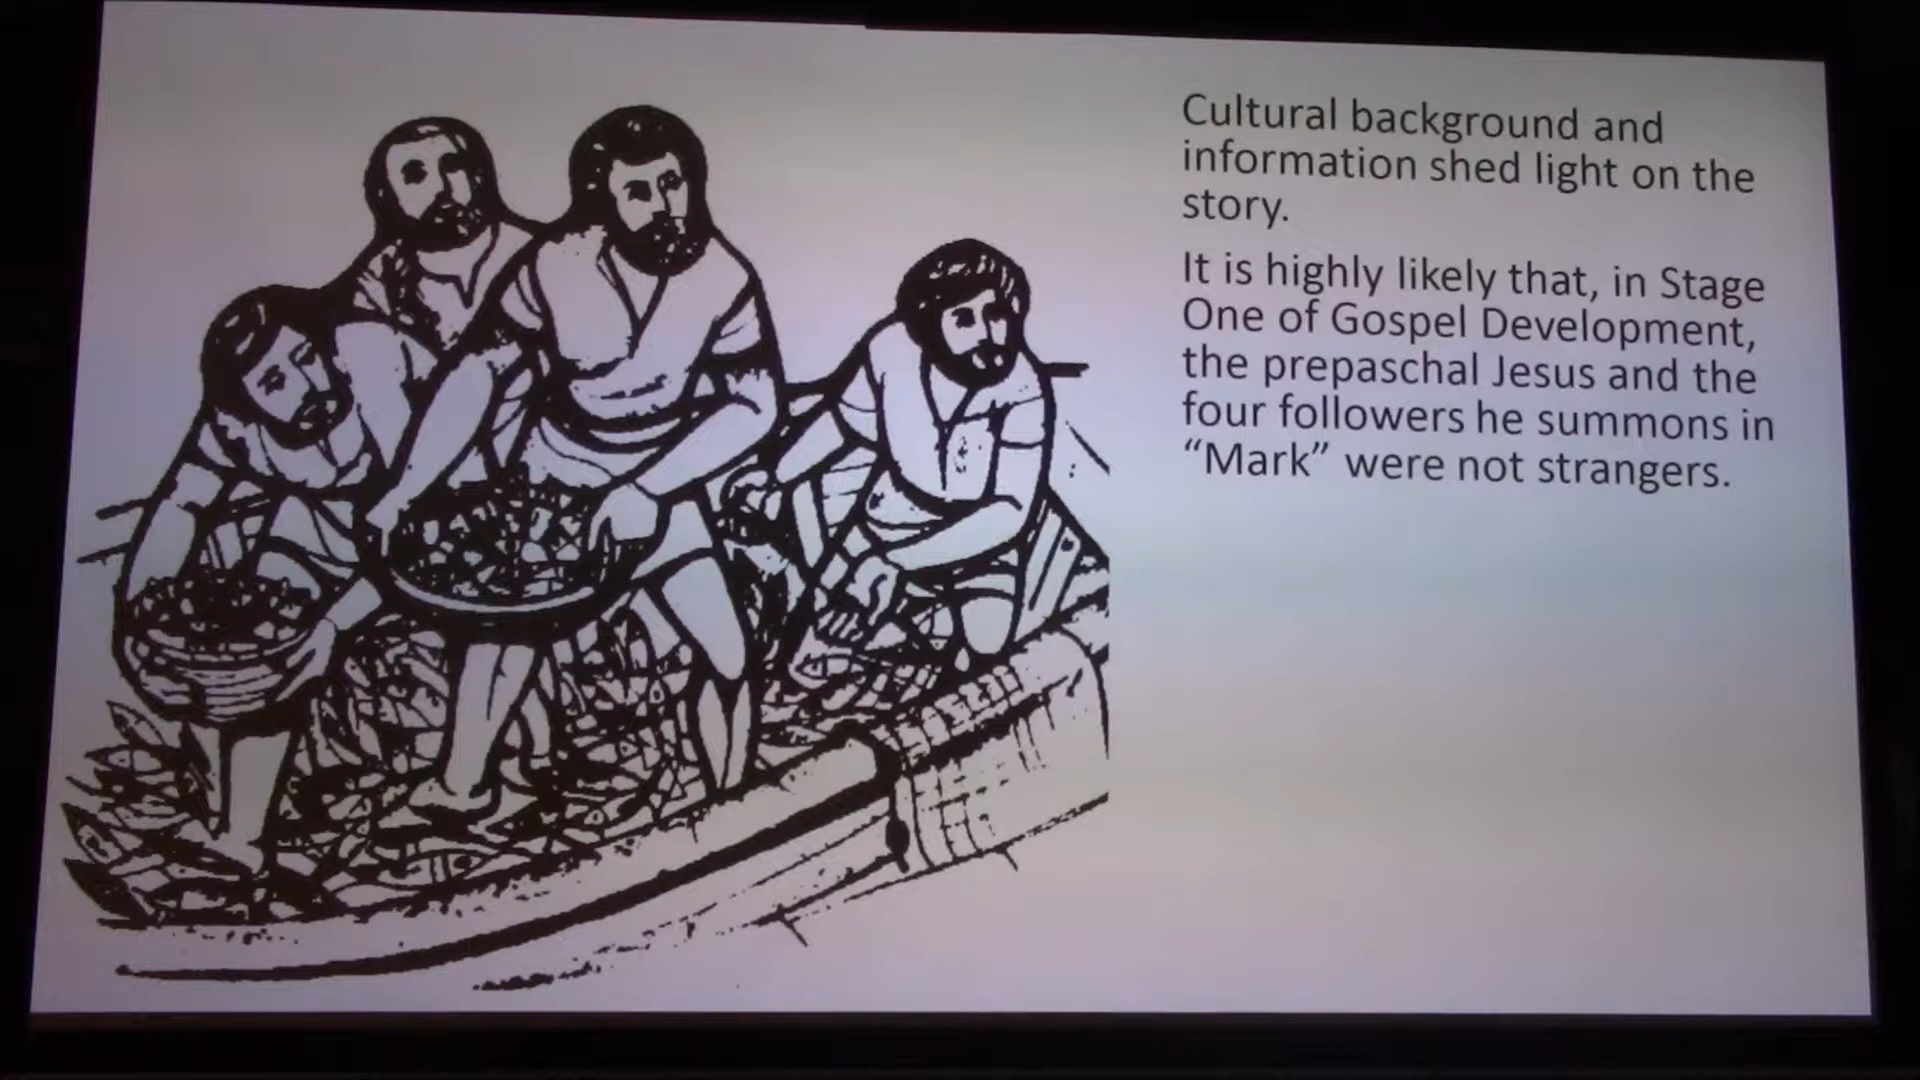 Cultural background and
information shed light on the
story.
It is highly likely that, in Stage
One of Gospel Development,
the prepaschal Jesus and the
four followers he summons in
“Mark” were not strangers.